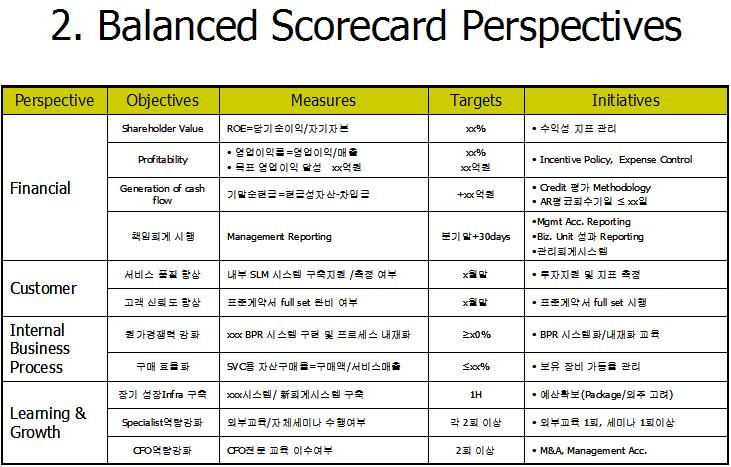 2. Balanced Scorecard Perspectives
Perspective Objectives Measures Targets Initiatives
Financial
Shareholder Value ROE=당기순이익/자기자본 xx% • 수익성 지표 관리
Profitability
• 영업이익률=영업이익/매출
• 목표 영업이익 달성 xx억원
xx%
xx억원
• Incentive Policy, Expense Control
Generation of cash
flow
기말순현금=현금성자산-차입금 +xx억원
• Credit 평가 Methodology
• AR평균회수기일 ≤ xx일
책임회계 시행 Management Reporting 분기말+30days
•Mgmt Acc. Reporting
•Biz. Unit 성과 Reporting
•관리회계시스템
Customer
서비스 품질 향상 내부 SLM 시스템 구축지원 /측정 여부 x월말 • 투자지원 및 지표 측정
고객 신뢰도 향상 표준계약서 full set 완비 여부 x월말 • 표준계약서 full set 시행
Internal
Business
Process
원가경쟁력 강화 xxx BPR 시스템 구현 및 프로세스 내재화 ≥x0% • BPR 시스템화/내재화 교육
구매 효율화 SVC용 자산구매율=구매액/서비스매출 ≤xx% • 보유 장비 가동율 관리
Learning &
Growth
장기 성장Infra 구축 xxx시스템/ 新회계시스템 구축 1H • 예산확보(Package/외주 고려)
Specialist역량강화 외부교육/자체세미나 수행여부 각 2회 이상 • 외부교육 1회, 세미나 1회이상
CFO역량강화 CFO전문 교육 이수여부 2회 이상 • M&A, Management Acc.